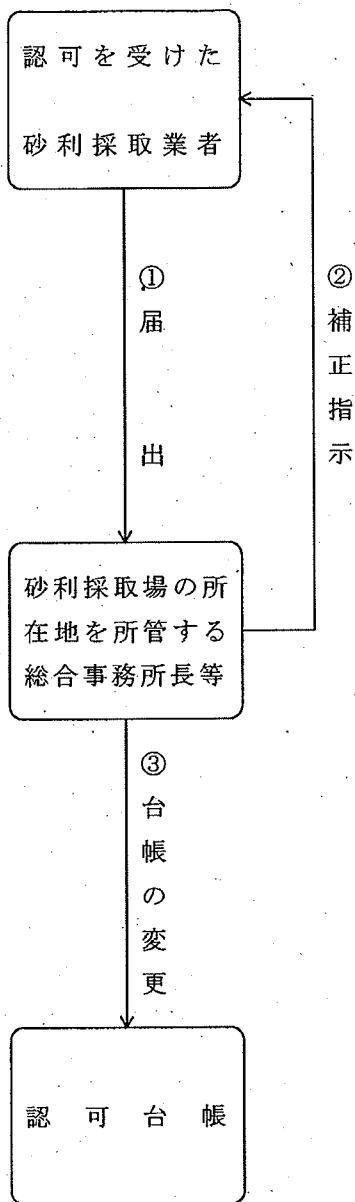 認可を受けた
砂利採取業者
①届出
②補正指示
砂利採取場の所
在地を所管する
総合事務所長等
③台帳の変更
認可台帳